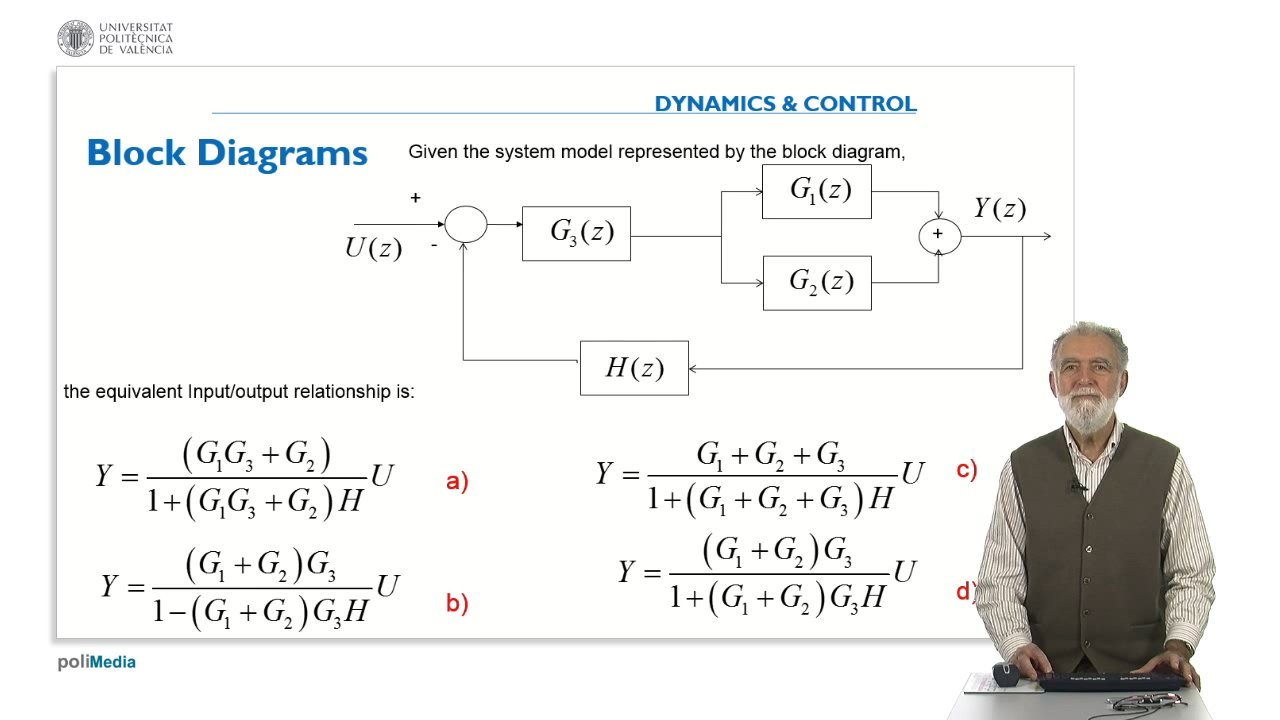 UNIVERSITAT
POLITÈCNICA
DE VALÈNCIA
DYNAMICS & CONTROL
Block Diagrams
Given the system model represented by the block diagram,
G₁(z)
Y(z)
+
U(z)
-
G₃(z)
+
G₂(z)
H(z)
the equivalent Input/output relationship is:
Y = (G₁G₃ + G₂) / 1+(G₁G₃ + G₂)H U
a)
Y = G₁ + G₂ + G₃ / 1+(G₁ + G₂ + G₃)H U
c)
Y = (G₁ + G₂)G₃ / 1−(G₁ + G₂)G₃H U
b)
Y = (G₁ + G₂)G₃ / 1+(G₁ + G₂)G₃H U
d)
poliMedia